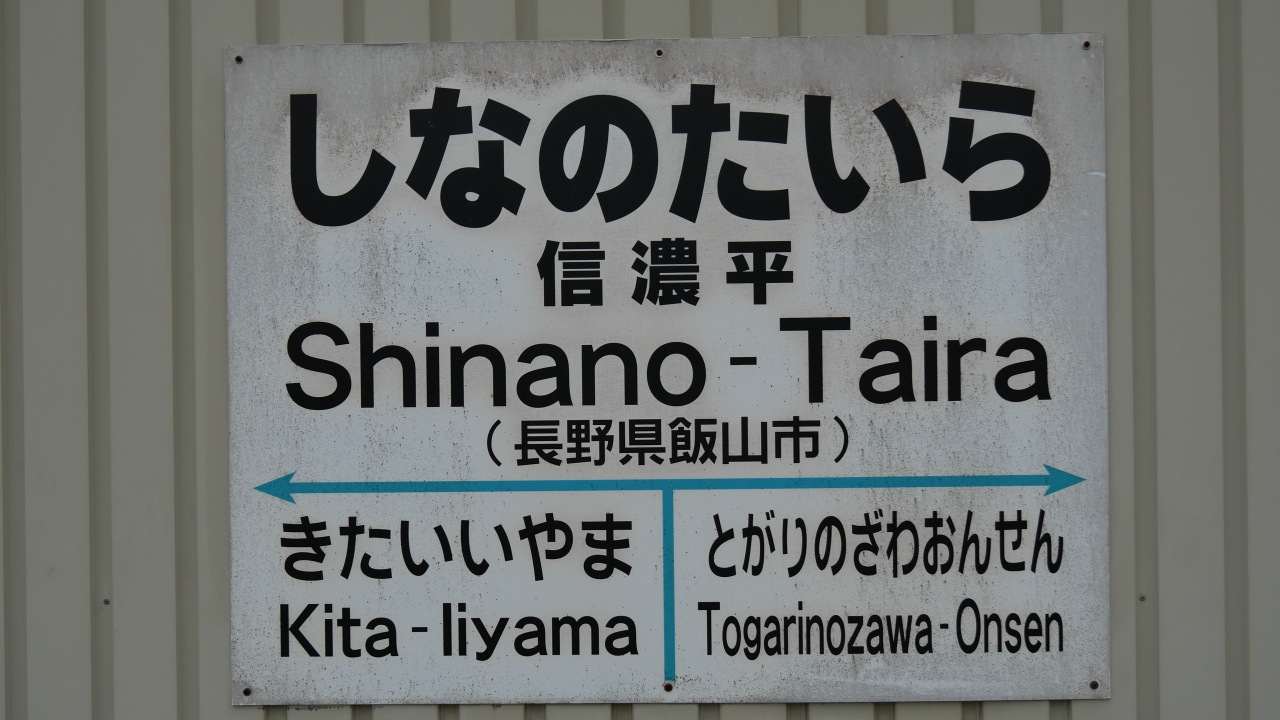 しなのたいら
信濃平
Shinano-Taira
（長野県飯山市）
きたいいやま
Kita-Iiyama
とがりのざわおんせん
Togarinozawa-Onsen